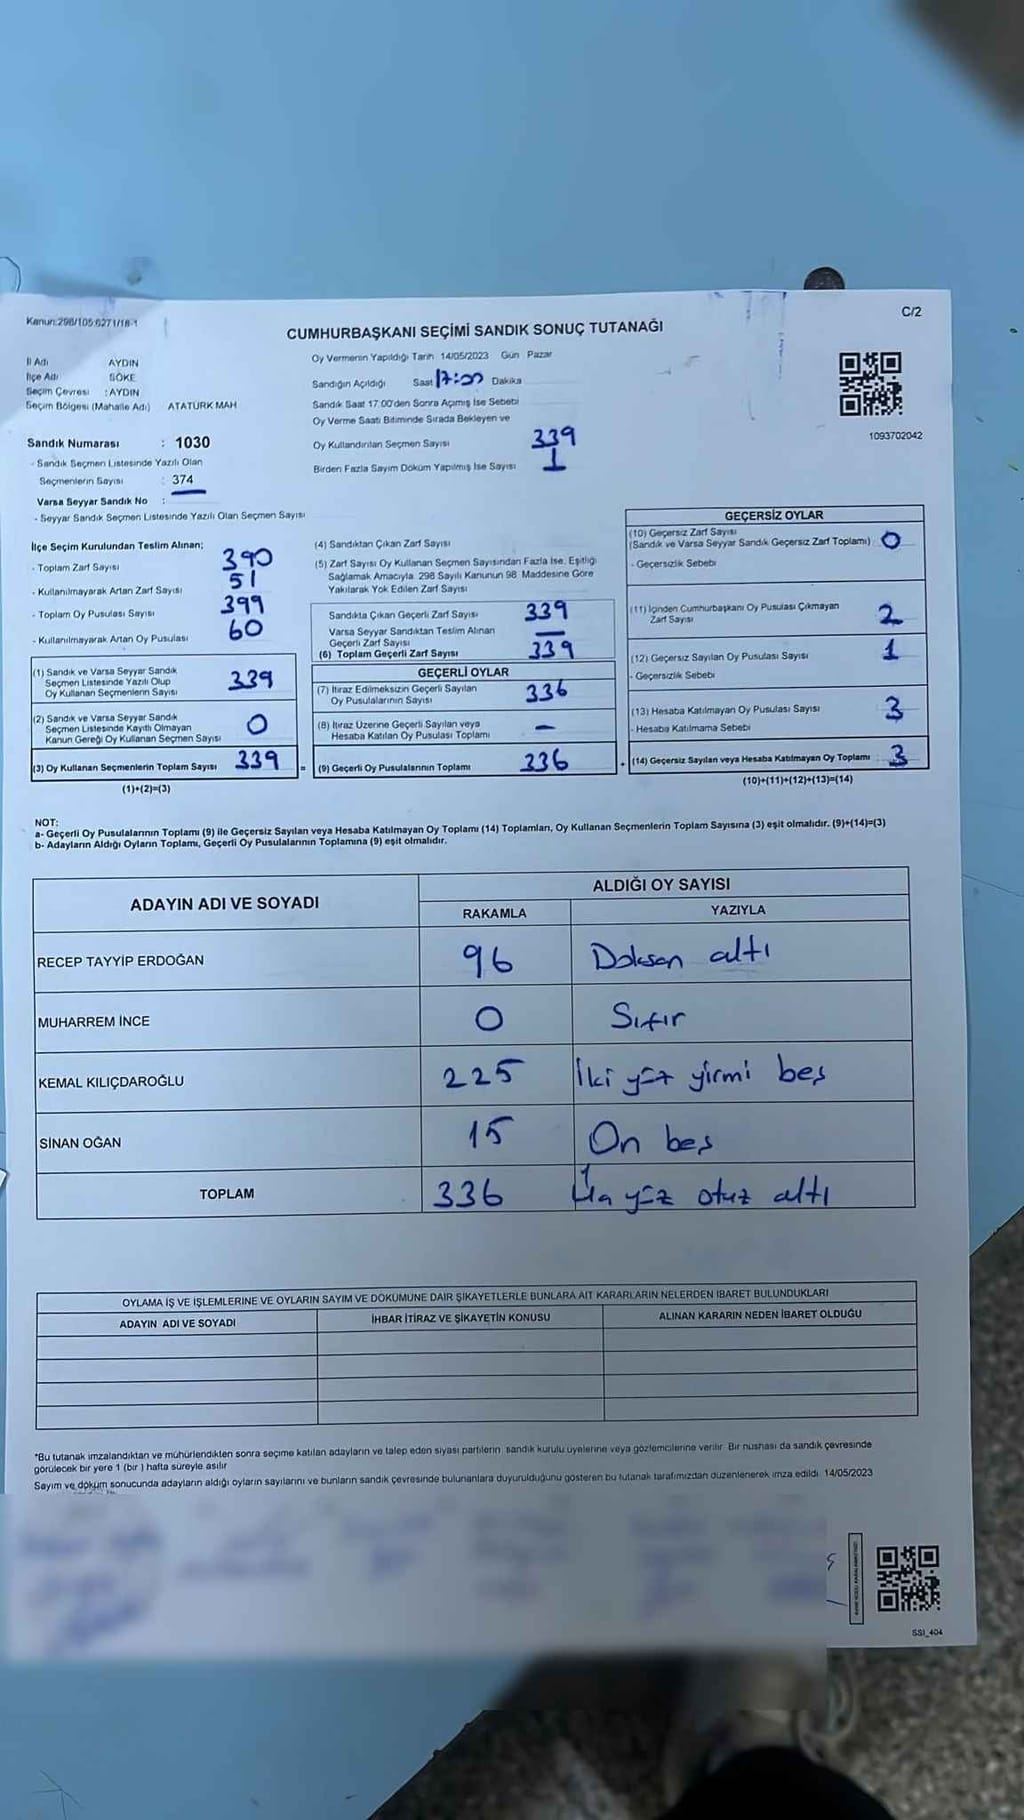 Kanun:298/105:6271/18-1
C/2
CUMHURBAŞKANI SEÇİMİ SANDIK SONUÇ TUTANAĞI
İl Adı AYDIN
İlçe Adı SÖKE
Seçim Çevresi : AYDIN
Seçim Bölgesi (Mahalle Adı) ATATÜRK MAH
Sandık Numarası : 1030
- Sandık Seçmen Listesinde Yazılı Olan
Seçmenlerin Sayısı : 374
Varsa Seyyar Sandık No :
- Seyyar Sandık Seçmen Listesinde Yazılı Olan Seçmen Sayısı
Oy Vermenin Yapıldığı Tarih 14/05/2023 Gün Pazar
Sandığın Açıldığı Saat 17:00 Dakika
Sandık Saat 17.00'den Sonra Açımış İse Sebebi
Oy Verme Saati Bitiminde Sırada Bekleyen ve
Oy Kullandırılan Seçmen Sayısı 339
Birden Fazla Sayım Döküm Yapılmış İse Sayısı 1
1093702042
İlçe Seçim Kurulundan Teslim Alınan;
- Toplam Zarf Sayısı 390
- Kullanılmayarak Artan Zarf Sayısı 51
- Toplam Oy Pusulası Sayısı 399
- Kullanılmayarak Artan Oy Pusulası 60
(1) Sandık ve Varsa Seyyar Sandık
Seçmen Listesinde Yazılı Olup
Oy Kullanan Seçmenlerin Sayısı 339
(2) Sandık ve Varsa Seyyar Sandık
Seçmen Listesinde Kayıtlı Olmayan
Kanun Gereği Oy Kullanan Seçmen Sayısı 0
(3) Oy Kullanan Seçmenlerin Toplam Sayısı 339 =
(1)+(2)=(3)
(4) Sandıktan Çıkan Zarf Sayısı
(5) Zarf Sayısı Oy Kullanan Seçmen Sayısından Fazla İse, Eşitliği
Sağlamak Amacıyla 298 Sayılı Kanunun 98 Maddesine Göre
Yakılarak Yok Edilen Zarf Sayısı
Sandıkta Çıkan Geçerli Zarf Sayısı 339
Varsa Seyyar Sandıktan Teslim Alınan
Geçerli Zarf Sayısı —
(6) Toplam Geçerli Zarf Sayısı 339
GEÇERLİ OYLAR
(7) İtiraz Edilmeksizin Geçerli Sayılan
Oy Pusulalarının Sayısı 336
(8) İtiraz Üzerine Geçerli Sayılan veya
Hesaba Katılan Oy Pusulası Toplamı —
(9) Geçerli Oy Pusulalarının Toplamı 336 +
GEÇERSİZ OYLAR
(10) Geçersiz Zarf Sayısı
(Sandık ve Varsa Seyyar Sandık Geçersiz Zarf Toplamı) 0
- Geçersizlik Sebebi
(11) İçinden Cumhurbaşkanı Oy Pusulası Çıkmayan
Zarf Sayısı 2
(12) Geçersiz Sayılan Oy Pusulası Sayısı 1
- Geçersizlik Sebebi
(13) Hesaba Katılmayan Oy Pusulası Sayısı 3
- Hesaba Katılmama Sebebi
(14) Geçersiz Sayılan veya Hesaba Katılmayan Oy Toplamı 3
(10)+(11)+(12)+(13)=(14)
NOT:
a- Geçerli Oy Pusulalarının Toplamı (9) ile Geçersiz Sayılan veya Hesaba Katılmayan Oy Toplamı (14) Toplamları, Oy Kullanan Seçmenlerin Toplam Sayısına (3) eşit olmalıdır. (9)+(14)=(3)
b- Adayların Aldığı Oyların Toplamı, Geçerli Oy Pusulalarının Toplamına (9) eşit olmalıdır.
ADAYIN ADI VE SOYADI ALDIĞI OY SAYISI
RAKAMLA YAZIYLA
RECEP TAYYİP ERDOĞAN 96 Doksan altı
MUHARREM İNCE 0 Sıfır
KEMAL KILIÇDAROĞLU 225 İki yüz yirmi beş
SİNAN OĞAN 15 On beş
TOPLAM 336 Üç yüz otuz altı
OYLAMA İŞ VE İŞLEMLERİNE VE OYLARIN SAYIM VE DÖKÜMÜNE DAİR ŞİKAYETLERLE BUNLARA AİT KARARLARIN NELERDEN İBARET BULUNDUKLARI
ADAYIN ADI VE SOYADI İHBAR İTİRAZ VE ŞİKAYETİN KONUSU ALINAN KARARIN NEDEN İBARET OLDUĞU
*Bu tutanak imzalandıktan ve mühürlendikten sonra seçime katılan adayların ve talep eden siyasi partilerin sandık kurulu üyelerine veya gözlemcilerine verilir Bir nüshası da sandık çevresinde
görülecek bir yere 1 (bir ) hafta süreyle asılır
Sayım ve döküm sonucunda adayların aldığı oyların sayılarını ve bunların sandık çevresinde bulunanlara duyurulduğunu gösteren bu tutanak tarafımızdan düzenlenerek imza edildi. 14/05/2023
SSI_404